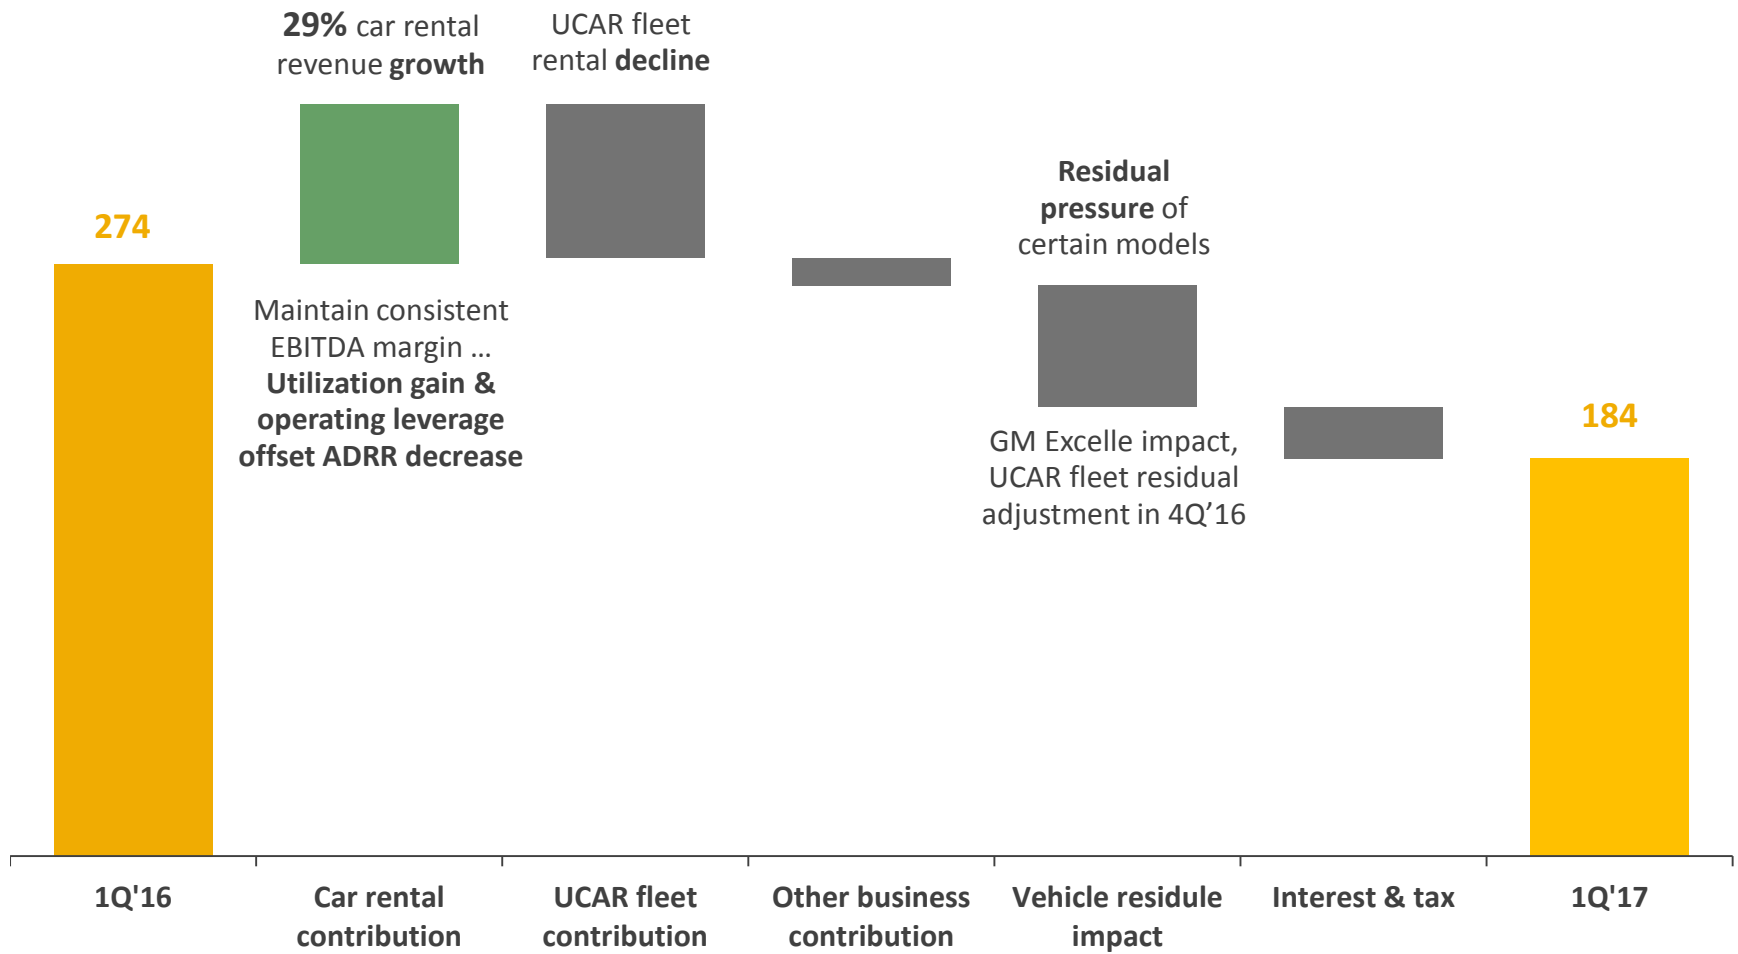 29% car rental
revenue growth
UCAR fleet
rental decline
Residual
pressure of
certain models
274
Maintain consistent
EBITDA margin ...
Utilization gain &
operating leverage
offset ADRR decrease
184
GM Excelle impact,
UCAR fleet residual
adjustment in 4Q’16
1Q'16
Car rental
contribution
UCAR fleet
contribution
Other business
contribution
Vehicle residule
impact
Interest & tax
1Q'17